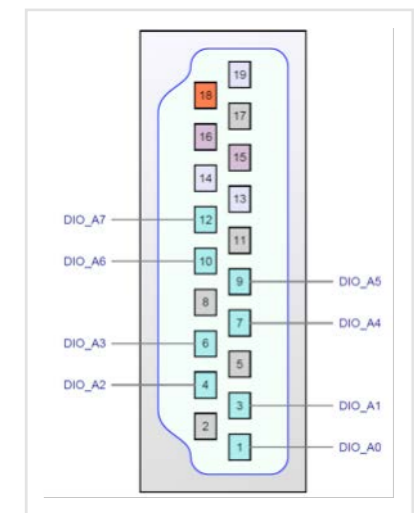 19
18
17
16
15
14
13
DIO_A7 12
11
DIO_A6 10
9 DIO_A5
8
7 DIO_A4
DIO_A3 6
5
DIO_A2 4
3 DIO_A1
2
1 DIO_A0